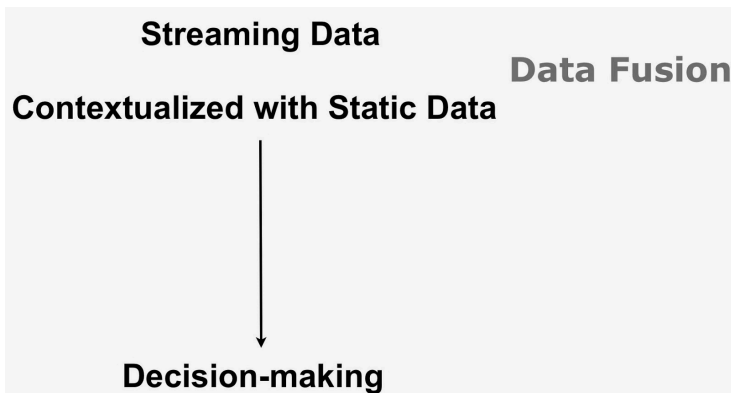 Streaming Data
Data Fusion
Contextualized with Static Data
Decision-making